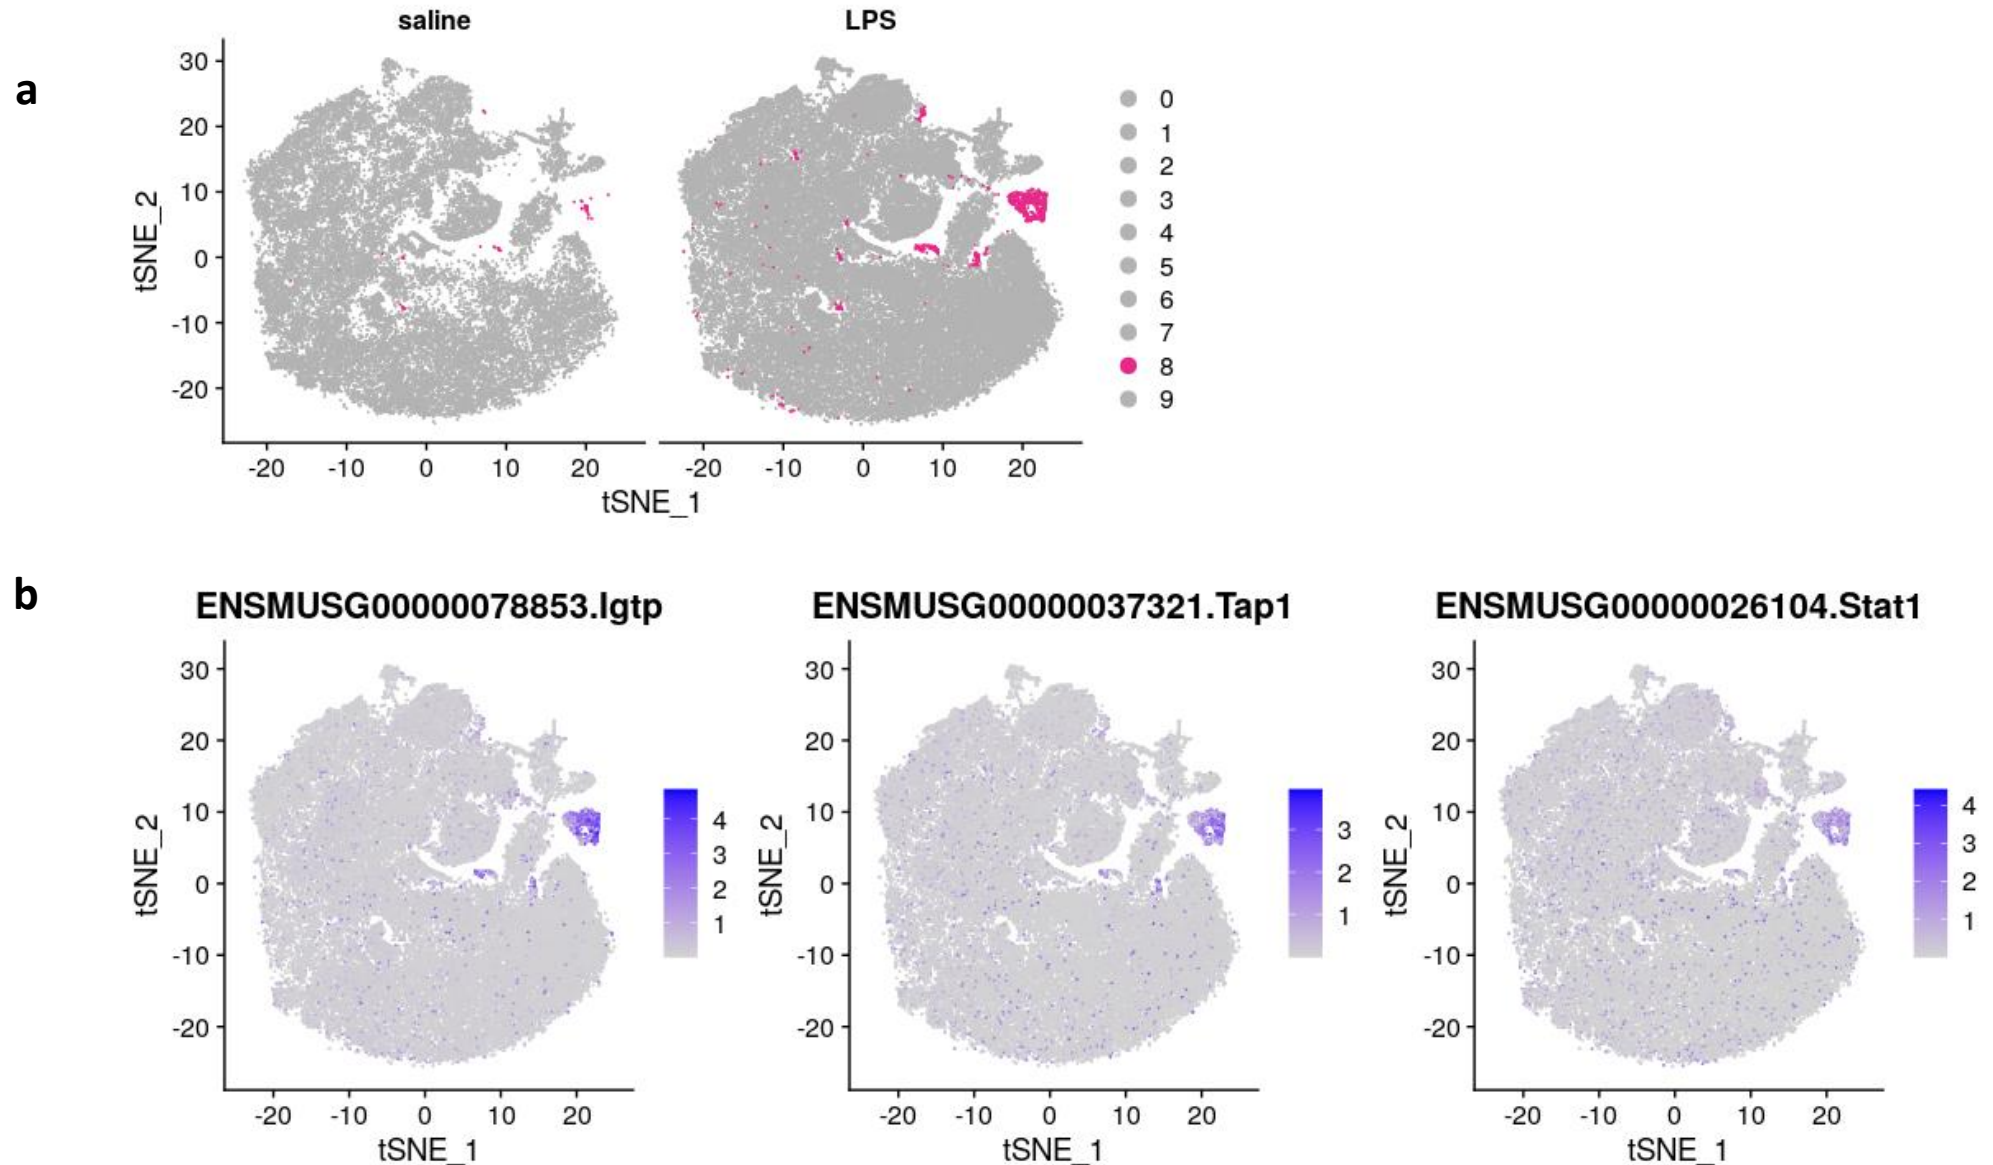 a
saline
LPS
tSNE_2
30
20
10
0
-10
-20
-20 -10 0 10 20
-20 -10 0 10 20
tSNE_1
0
1
2
3
4
5
6
7
8
9
b
ENSMUSG00000078853.Igtp
tSNE_2
30
20
10
0
-10
-20
-20 -10 0 10 20
tSNE_1
4
3
2
1
ENSMUSG00000037321.Tap1
tSNE_2
30
20
10
0
-10
-20
-20 -10 0 10 20
tSNE_1
3
2
1
ENSMUSG00000026104.Stat1
tSNE_2
30
20
10
0
-10
-20
-20 -10 0 10 20
tSNE_1
4
3
2
1